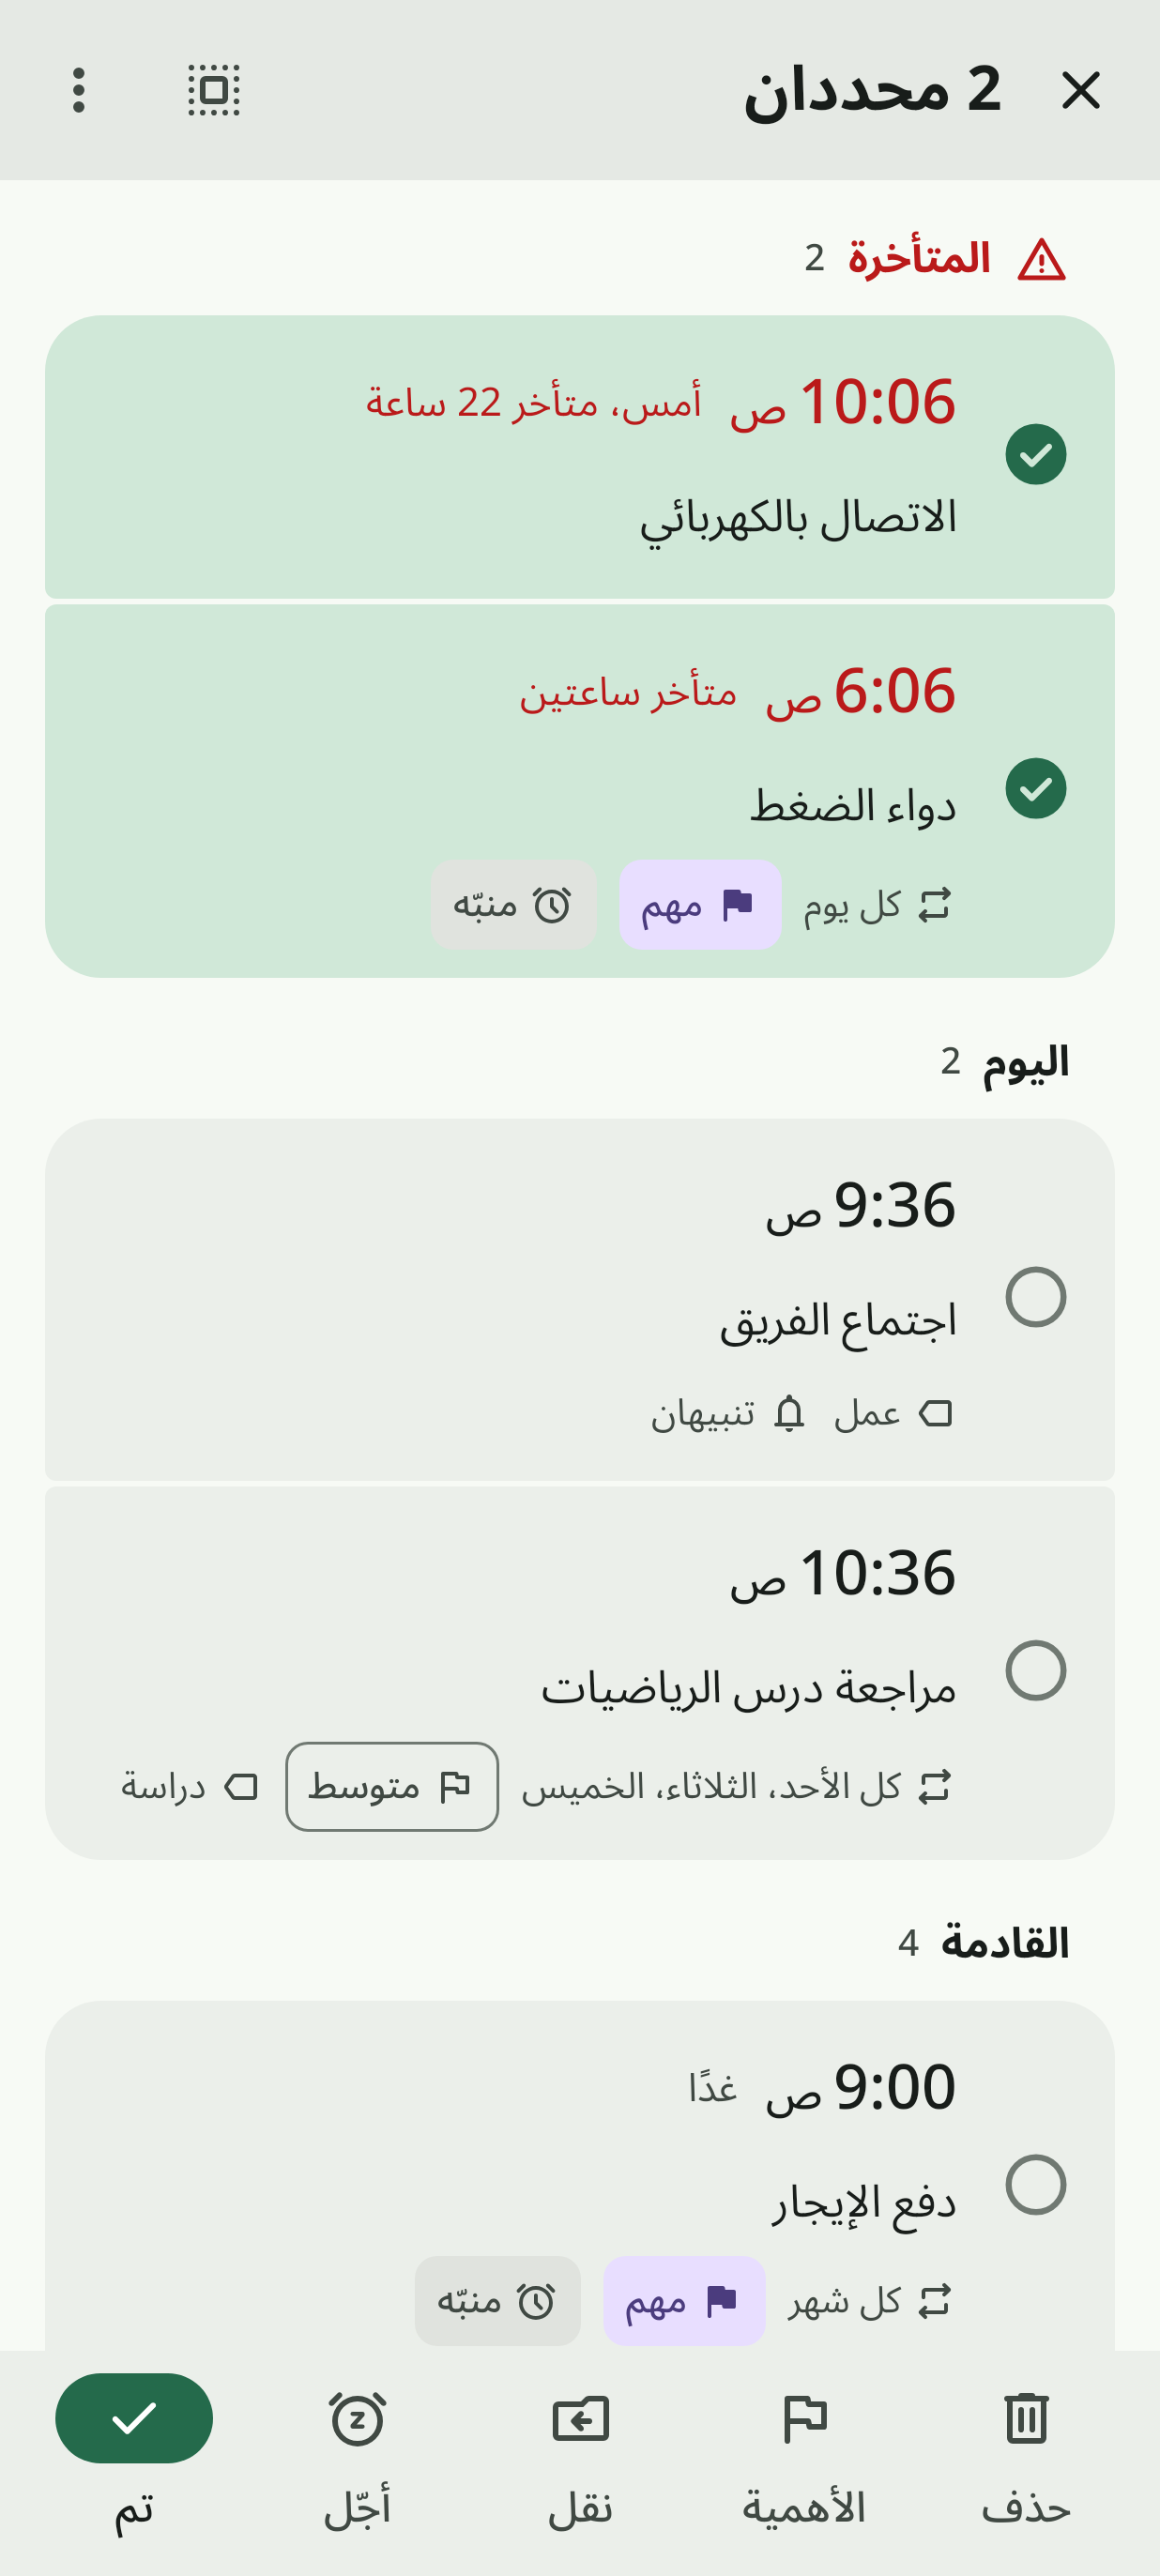 2 محددان
المتأخرة 2
10:06 ص أمس، متأخر 22 ساعة
الاتصال بالكهربائي
6:06 ص متأخر ساعتين
دواء الضغط
كل يوم مهم منبّه
اليوم 2
9:36 ص
اجتماع الفريق
عمل تنبيهان
10:36 ص
مراجعة درس الرياضيات
كل الأحد، الثلاثاء، الخميس متوسط دراسة
القادمة 4
9:00 ص غدًا
دفع الإيجار
كل شهر مهم منبّه
حذف الأهمية نقل أجّل تم